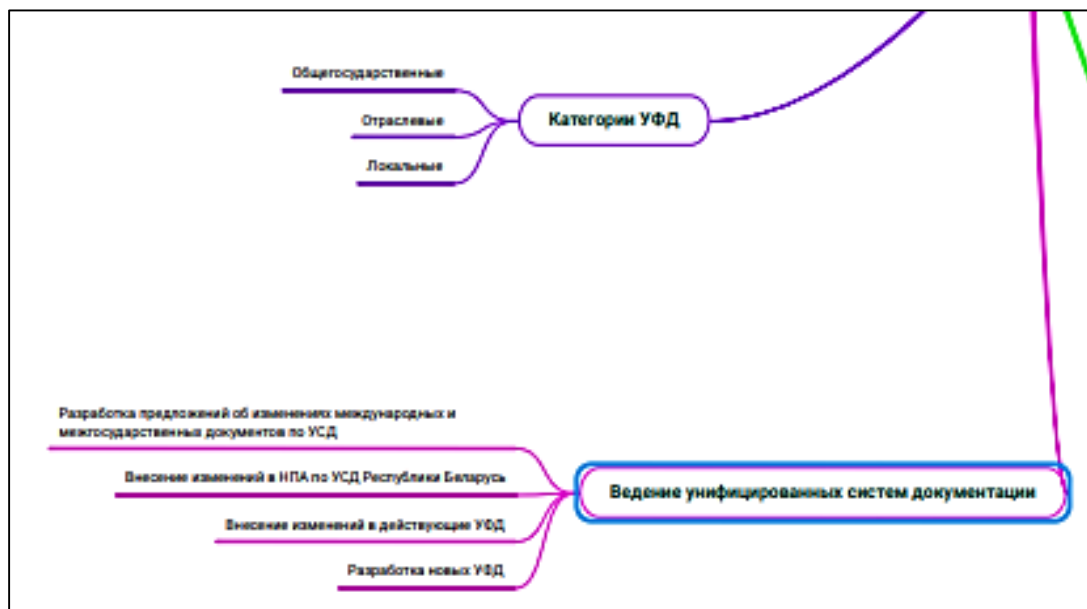 Общегосударственные
Отраслевые
Локальные
Категории УФД
Разработка предложений об изменениях международных и
межгосударственных документов по УСД
Внесение изменений в НПА по УСД Республики Беларусь
Внесение изменений в действующие УФД
Разработка новых УФД
Ведение унифицированных систем документации